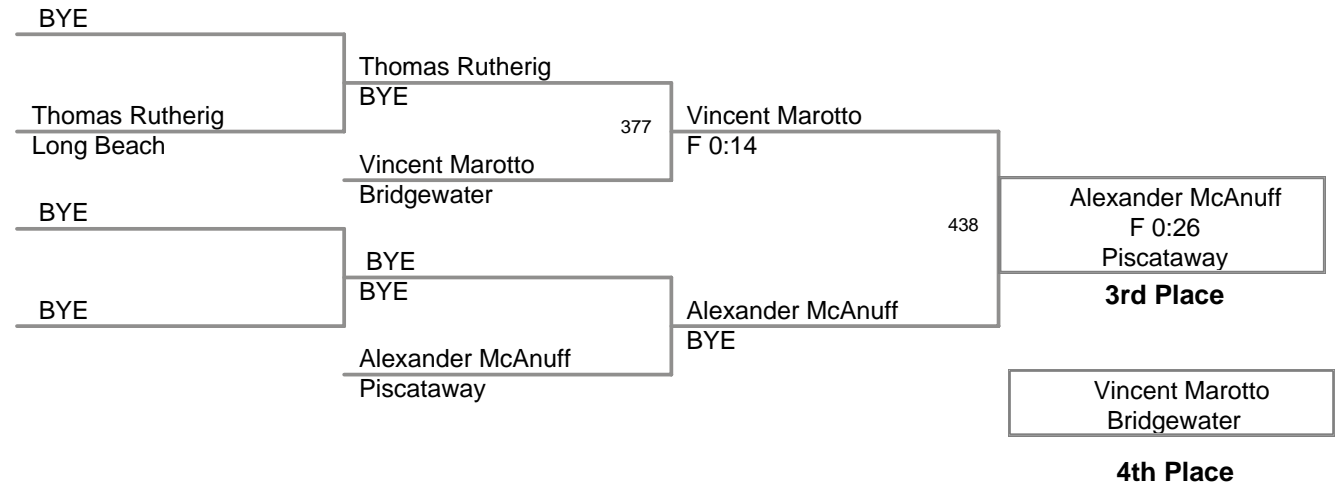 BYE
Thomas Rutherig
BYE
Thomas Rutherig
Long Beach
377
Vincent Marotto
F 0:14
Vincent Marotto
Bridgewater
BYE
438
Alexander McAnuff
F 0:26
Piscataway
3rd Place
BYE
BYE
BYE
Alexander McAnuff
BYE
Alexander McAnuff
Piscataway
Vincent Marotto
Bridgewater
4th Place